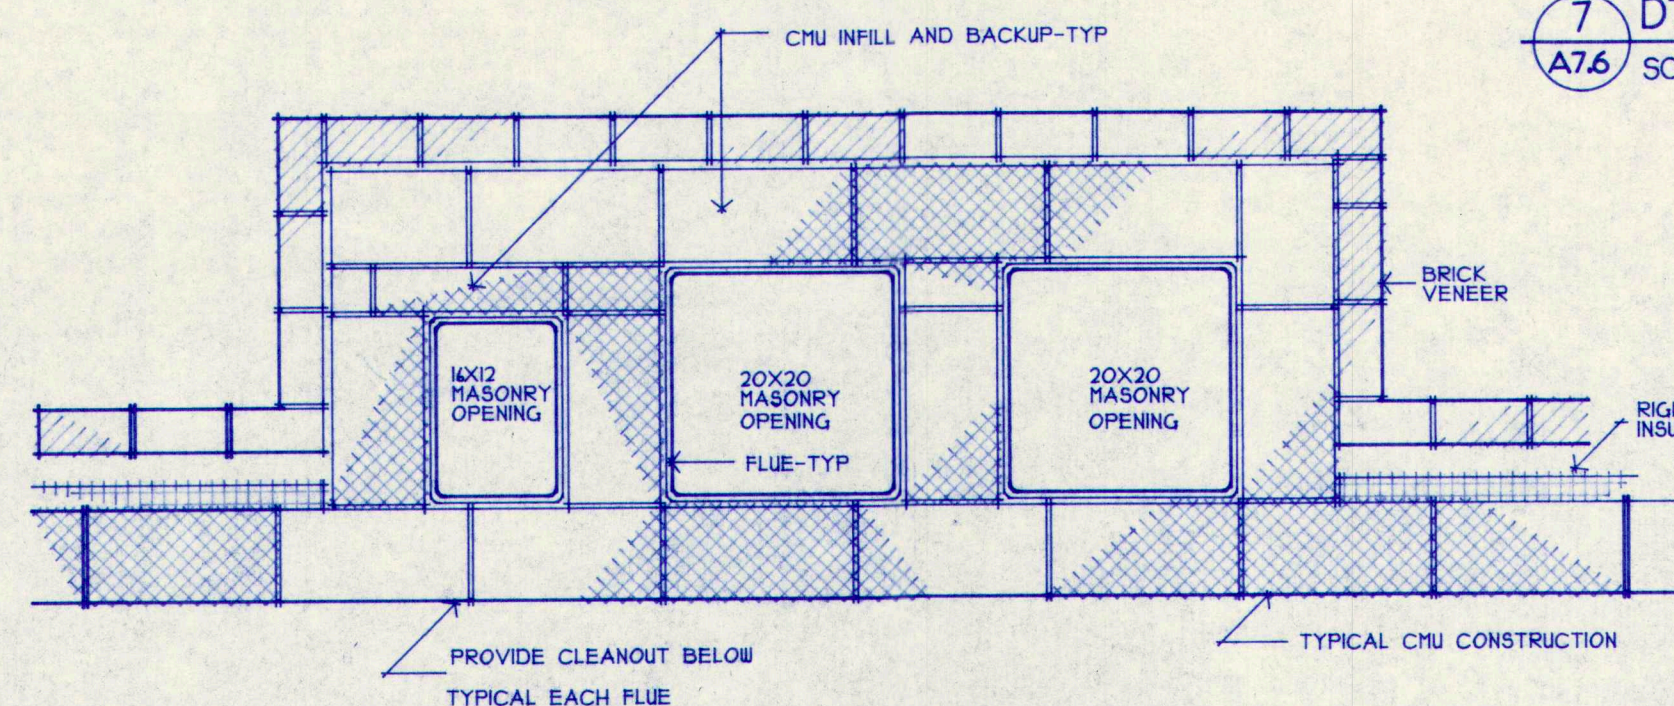 CMU INFILL AND BACKUP-TYP
7
A7.6
BRICK
VENEER
16X12
MASONRY
OPENING
20X20
MASONRY
OPENING
20X20
MASONRY
OPENING
FLUE-TYP
PROVIDE CLEANOUT BELOW
TYPICAL EACH FLUE
TYPICAL CMU CONSTRUCTION